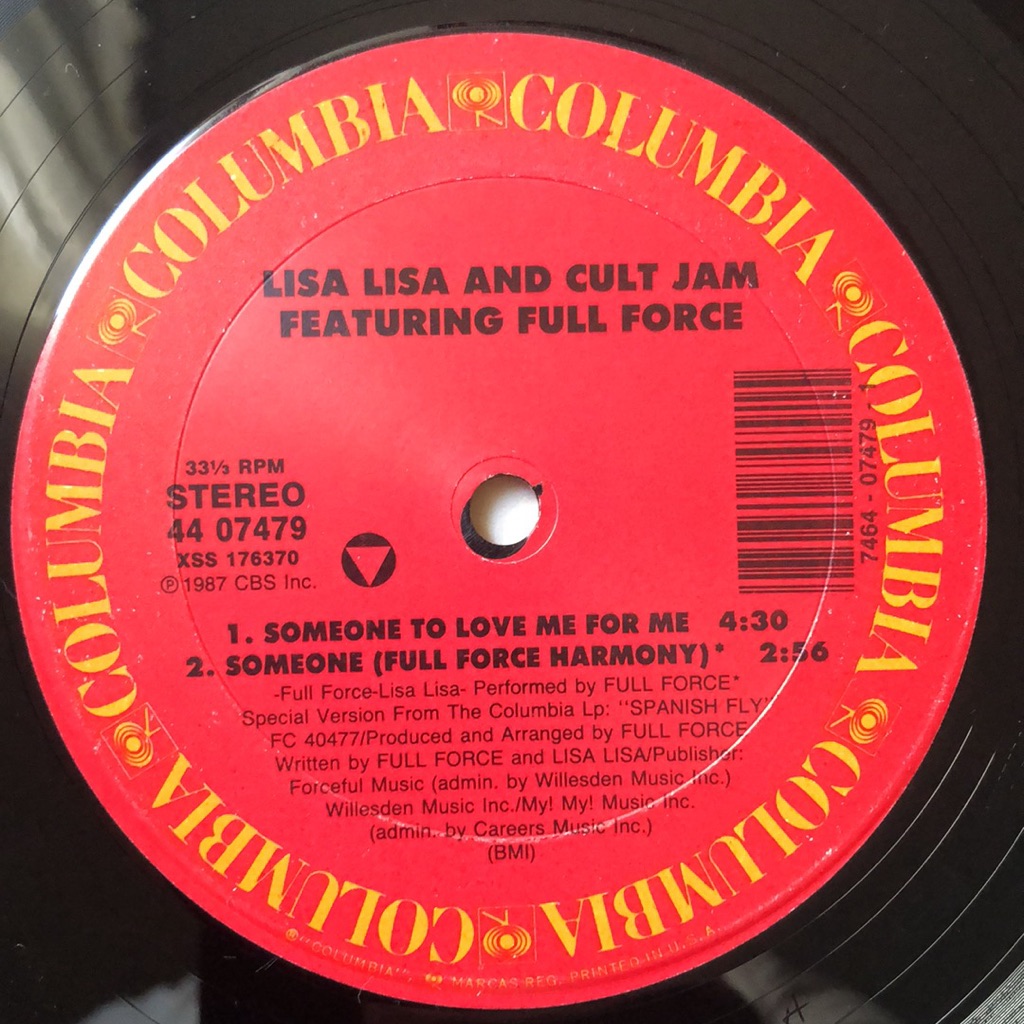 COLUMBIA COLUMBIA COLUMBIA COLUMBIA COLUMBIA COLUMBIA COLUMBIA COLUMBIA
LISA LISA AND CULT JAM
FEATURING FULL FORCE
33⅓ RPM
STEREO
44 07479
XSS 176370
℗ 1987 CBS Inc.
7464 - 07479 - 1
1. SOMEONE TO LOVE ME FOR ME 4:30
2. SOMEONE (FULL FORCE HARMONY)* 2:56
-Full Force-Lisa Lisa- Performed by FULL FORCE*
Special Version From The Columbia Lp: "SPANISH FLY"
FC 40477/Produced and Arranged by FULL FORCE
Written by FULL FORCE and LISA LISA/Publisher:
Forceful Music (admin. by Willesden Music Inc.)
Willesden Music Inc./My! My! Music Inc.
(admin. by Careers Music Inc.)
(BMI)
® "COLUMBIA", MARCAS REG. PRINTED IN U.S.A.
A